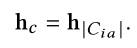 𝐡_c = 𝐡_{|C_{ia}|}.